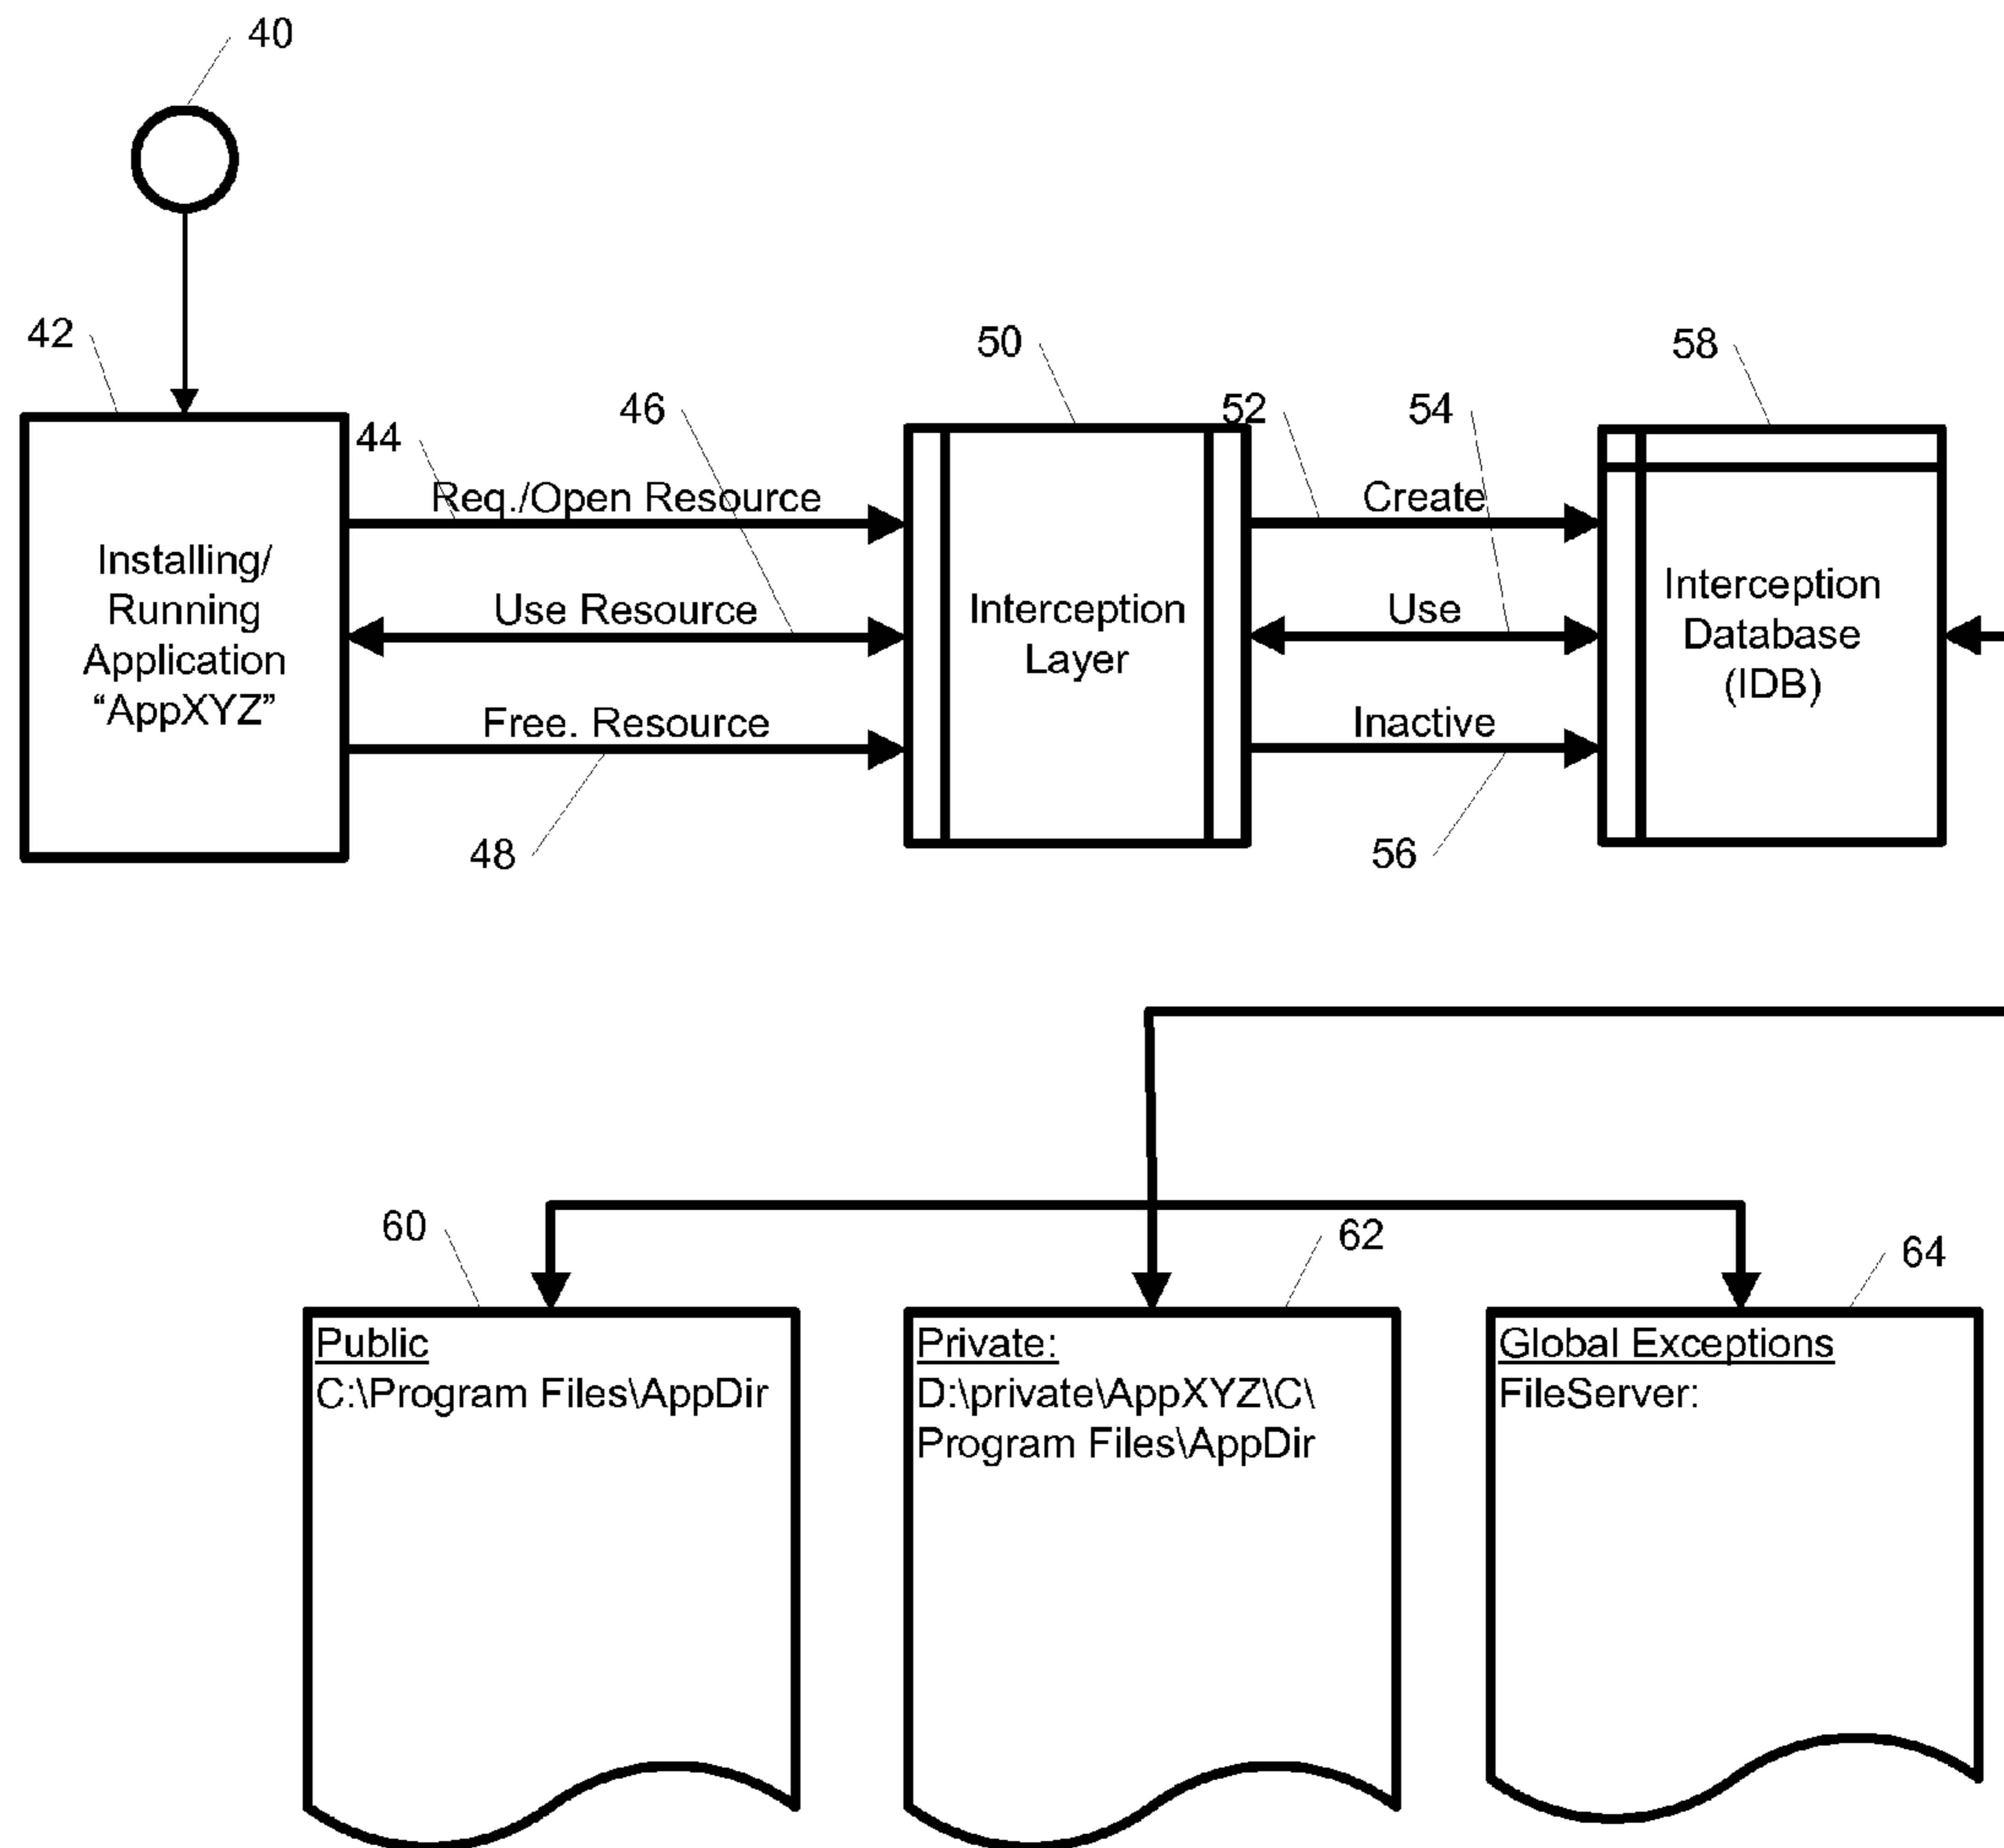 40
42
50
58
46
52
54
44
Req./Open Resource
Create
Installing/
Running
Application
“AppXYZ”
Use Resource
Interception
Layer
Use
Interception
Database
(IDB)
Free. Resource
Inactive
48
56
60
62
64
Public
C:\Program Files\AppDir
Private:
D:\private\AppXYZ\C\
Program Files\AppDir
Global Exceptions
FileServer: